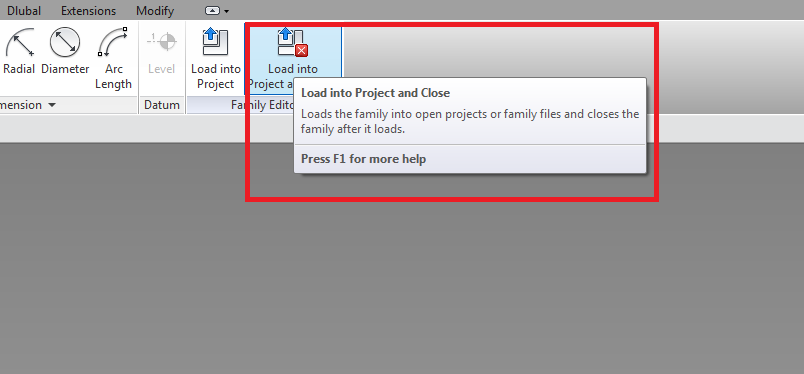 Dlubal Extensions Modify
Radial Diameter Arc Length Level Load into Project Load into Project a
mension Datum Family Edito
Load into Project and Close
Loads the family into open projects or family files and closes the
family after it loads.
Press F1 for more help